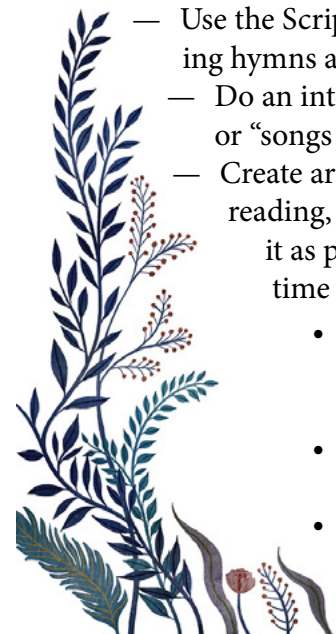 — Use the Scrip
ing hymns a
— Do an int
or “songs
— Create ar
reading,
it as p
time
•
•
•